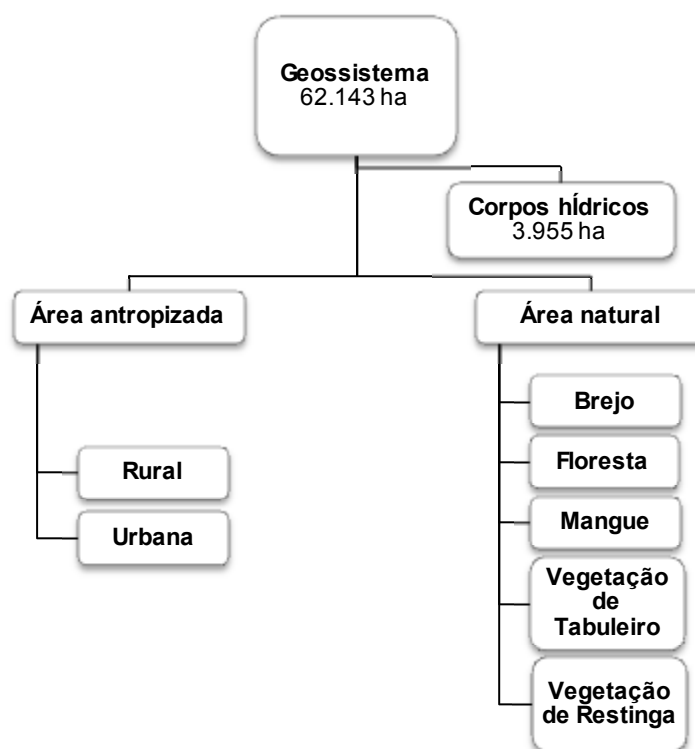 Geossistema
62.143 ha
Corpos hÍdricos
3.955 ha
Área antropizada
Área natural
Rural
Urbana
Brejo
Floresta
Mangue
Vegetação
de
Tabuleiro
Vegetação
de Restinga